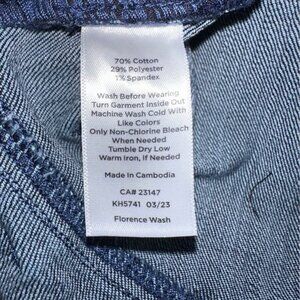 70% Cotton
29% Polyester
1% Spandex
Wash Before Wearing
Turn Garment Inside Out
Machine Wash Cold With
Like Colors
Only Non-Chlorine Bleach
When Needed
Tumble Dry Low
Warm Iron, if Needed
Made in Cambodia
CA# 23147
KH5741 03/23
Florence Wash